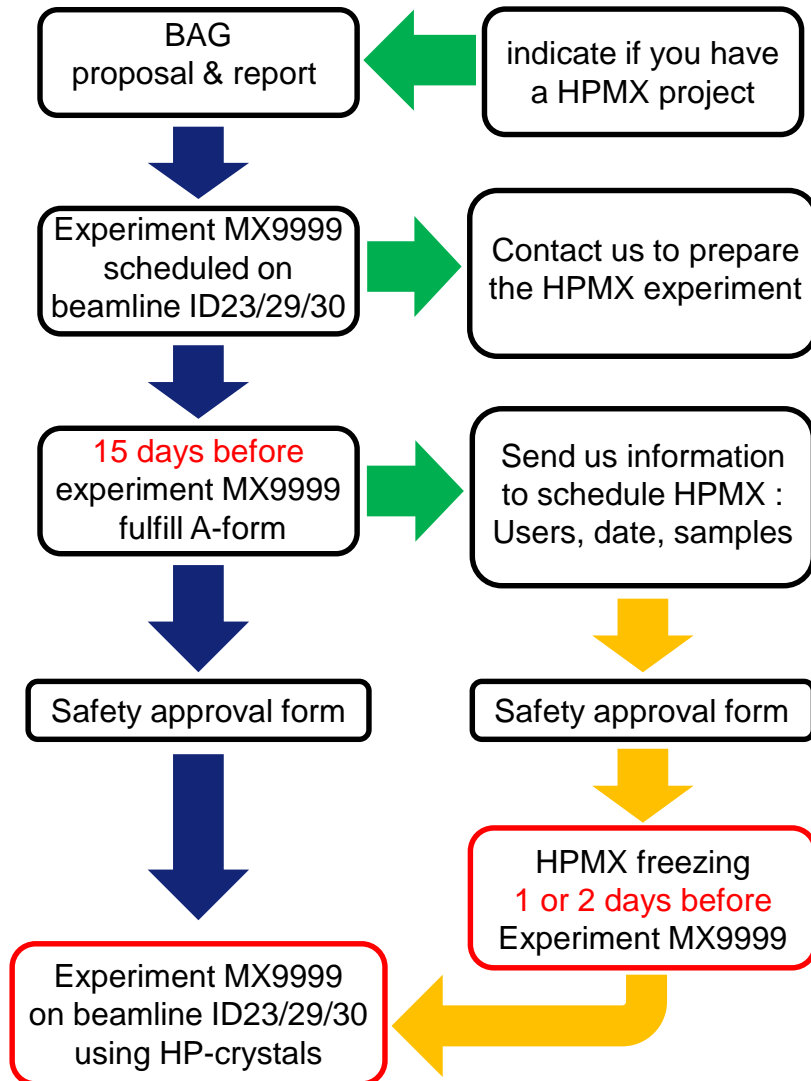 BAG
proposal & report
indicate if you have
a HPMX project
Experiment MX9999
scheduled on
beamline ID23/29/30
Contact us to prepare
the HPMX experiment
15 days before
experiment MX9999
fulfill A-form
Send us information
to schedule HPMX :
Users, date, samples
Safety approval form
Safety approval form
HPMX freezing
1 or 2 days before
Experiment MX9999
Experiment MX9999
on beamline ID23/29/30
using HP-crystals